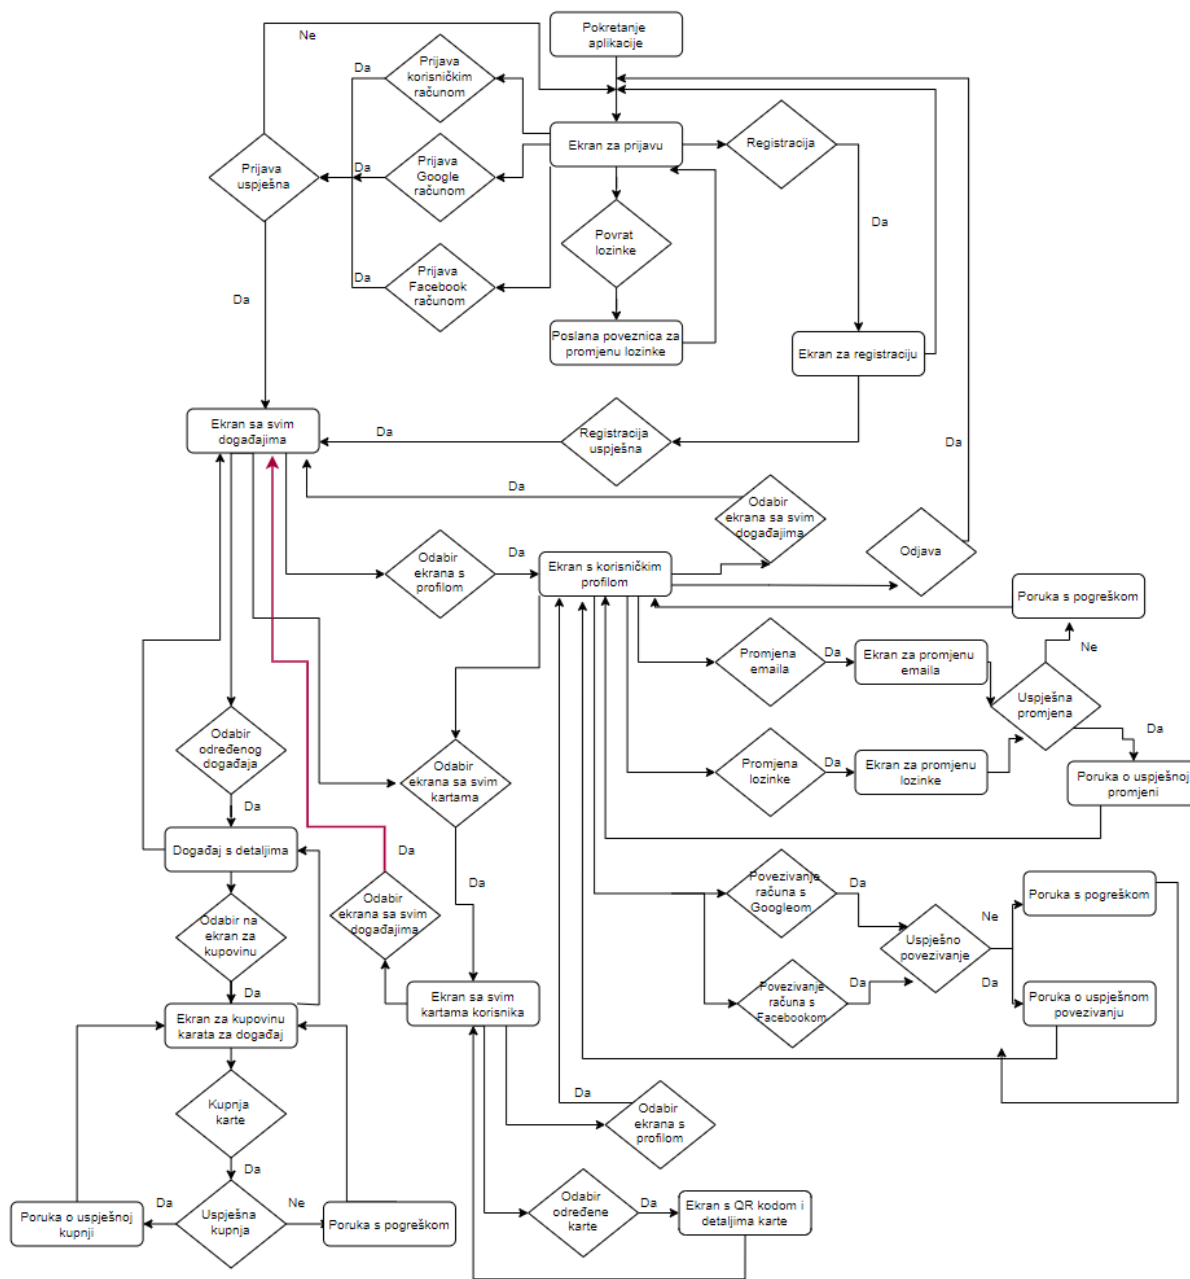 Pokretanje
aplikacije
Ne
Prijava
korisničkim
računom
Da
Ekran za prijavu
Registracija
Prijava
uspješna
Da
Prijava
Google
računom
Da
Povrat
lozinke
Da
Prijava
Facebook
računom
Da
Poslana poveznica za
promjenu lozinke
Ekran za registraciju
Ekran sa svim
događajima
Da
Registracija
uspješna
Da
Da
Odabir
ekrana sa svim
događajima
Odjava
Odabir
ekrana s
profilom
Da
Ekran s korisničkim
profilom
Poruka s pogreškom
Ne
Promjena
emaila
Da
Ekran za promjenu
emaila
Uspješna
promjena
Da
Odabir
određenog
događaja
Odabir
ekrana sa svim
kartama
Promjena
lozinke
Da
Ekran za promjenu
lozinke
Poruka o uspješnoj
promjeni
Da
Događaj s detaljima
Da
Da
Odabir
ekrana sa svim
događajima
Povezivanje
računa s
Googleom
Da
Poruka s pogreškom
Ne
Odabir na
ekran za
kupovinu
Uspješno
povezivanje
Da
Da
Povezivanje
računa s
Facebookom
Da
Poruka o uspješnom
povezivanju
Ekran za kupovinu
karata za događaj
Ekran sa svim
kartama korisnika
Kupnja
karte
Da
Odabir
ekrana s
profilom
Da
Da
Poruka o uspješnoj
kupnji
Uspješna
kupnja
Ne
Poruka s pogreškom
Odabir
određene
karte
Da
Ekran s QR kodom i
detaljima karte